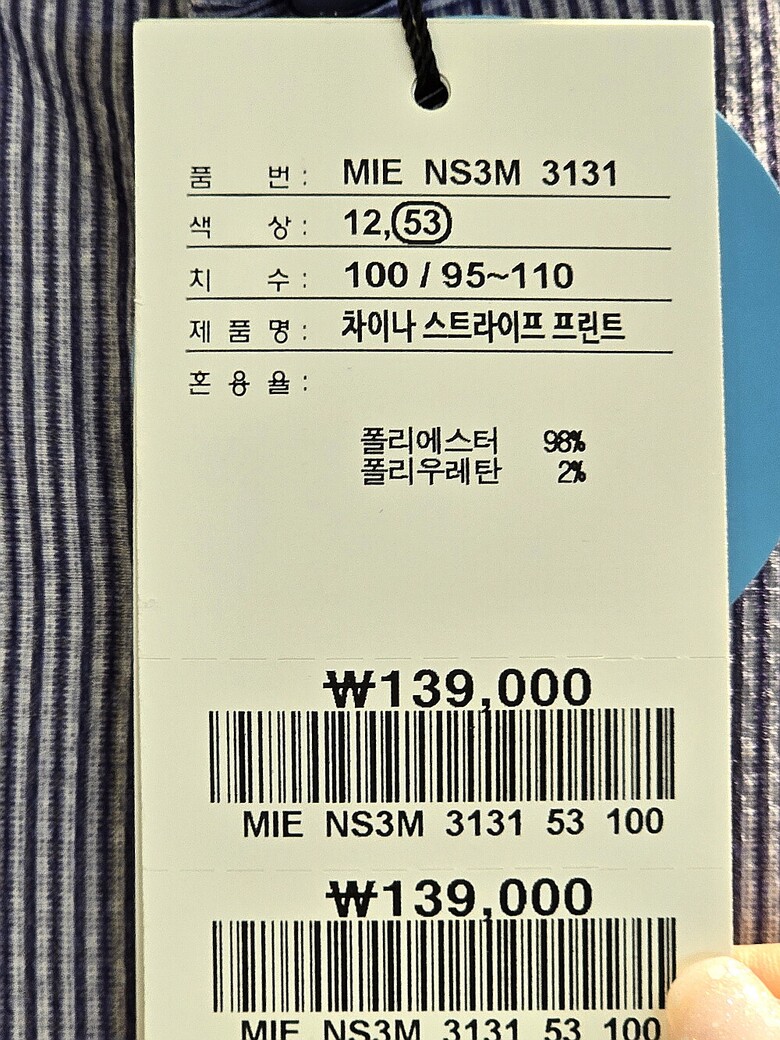 품 번 : MIE NS3M 3131
색 상 : 12,53
치 수 : 100 / 95~110
제 품 명 : 차이나 스트라이프 프린트
혼 용 율 :
폴리에스터 98%
폴리우레탄 2%
₩139,000
MIE NS3M 3131 53 100
₩139,000
MIE NS3M 3131 53 100